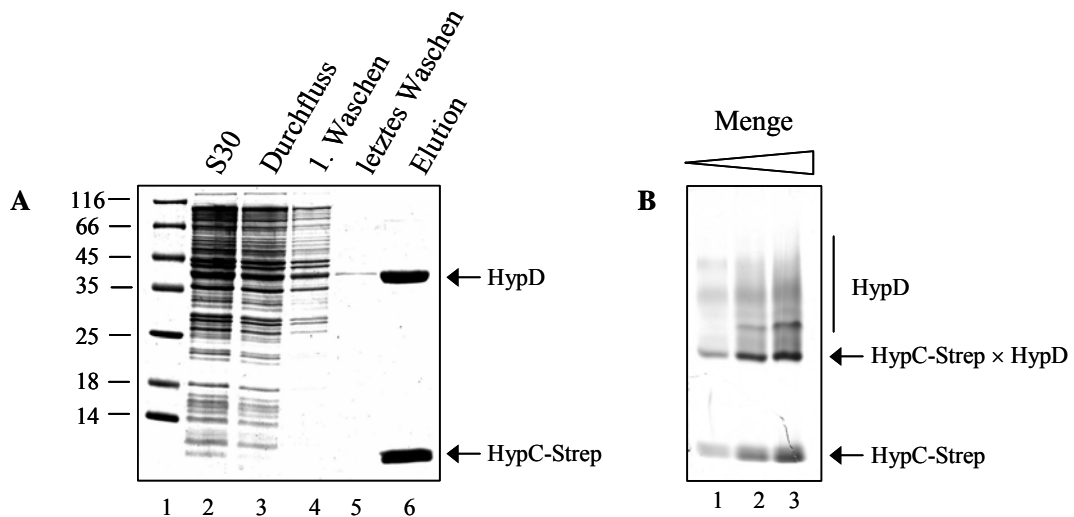 A
S30
Durchfluss
1. Waschen
letztes Waschen
Elution
116
66
45
35
25
18
14
HypD
HypC-Strep
1 2 3 4 5 6
B
Menge
HypD
HypC-Strep × HypD
HypC-Strep
1 2 3